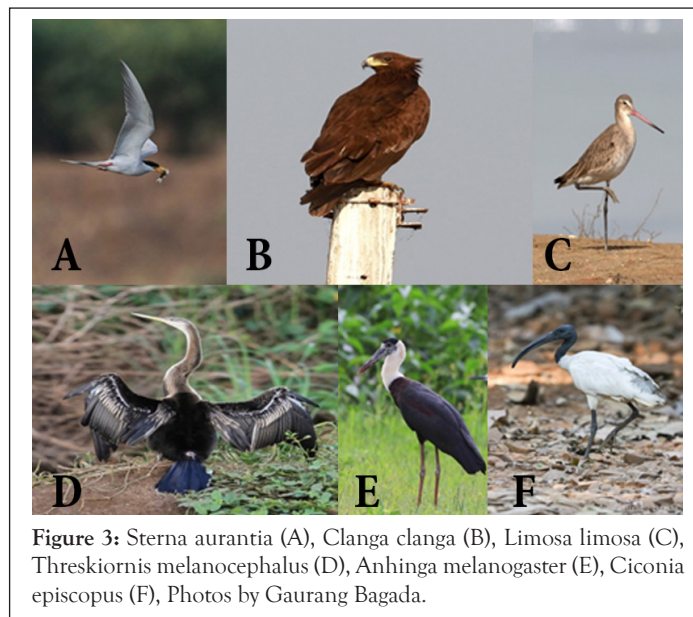 A
B
C
D
E
F
Figure 3: Sterna aurantia (A), Clanga clanga (B), Limosa limosa (C),
Threskiornis melanocephalus (D), Anhinga melanogaster (E), Ciconia
episcopus (F), Photos by Gaurang Bagada.